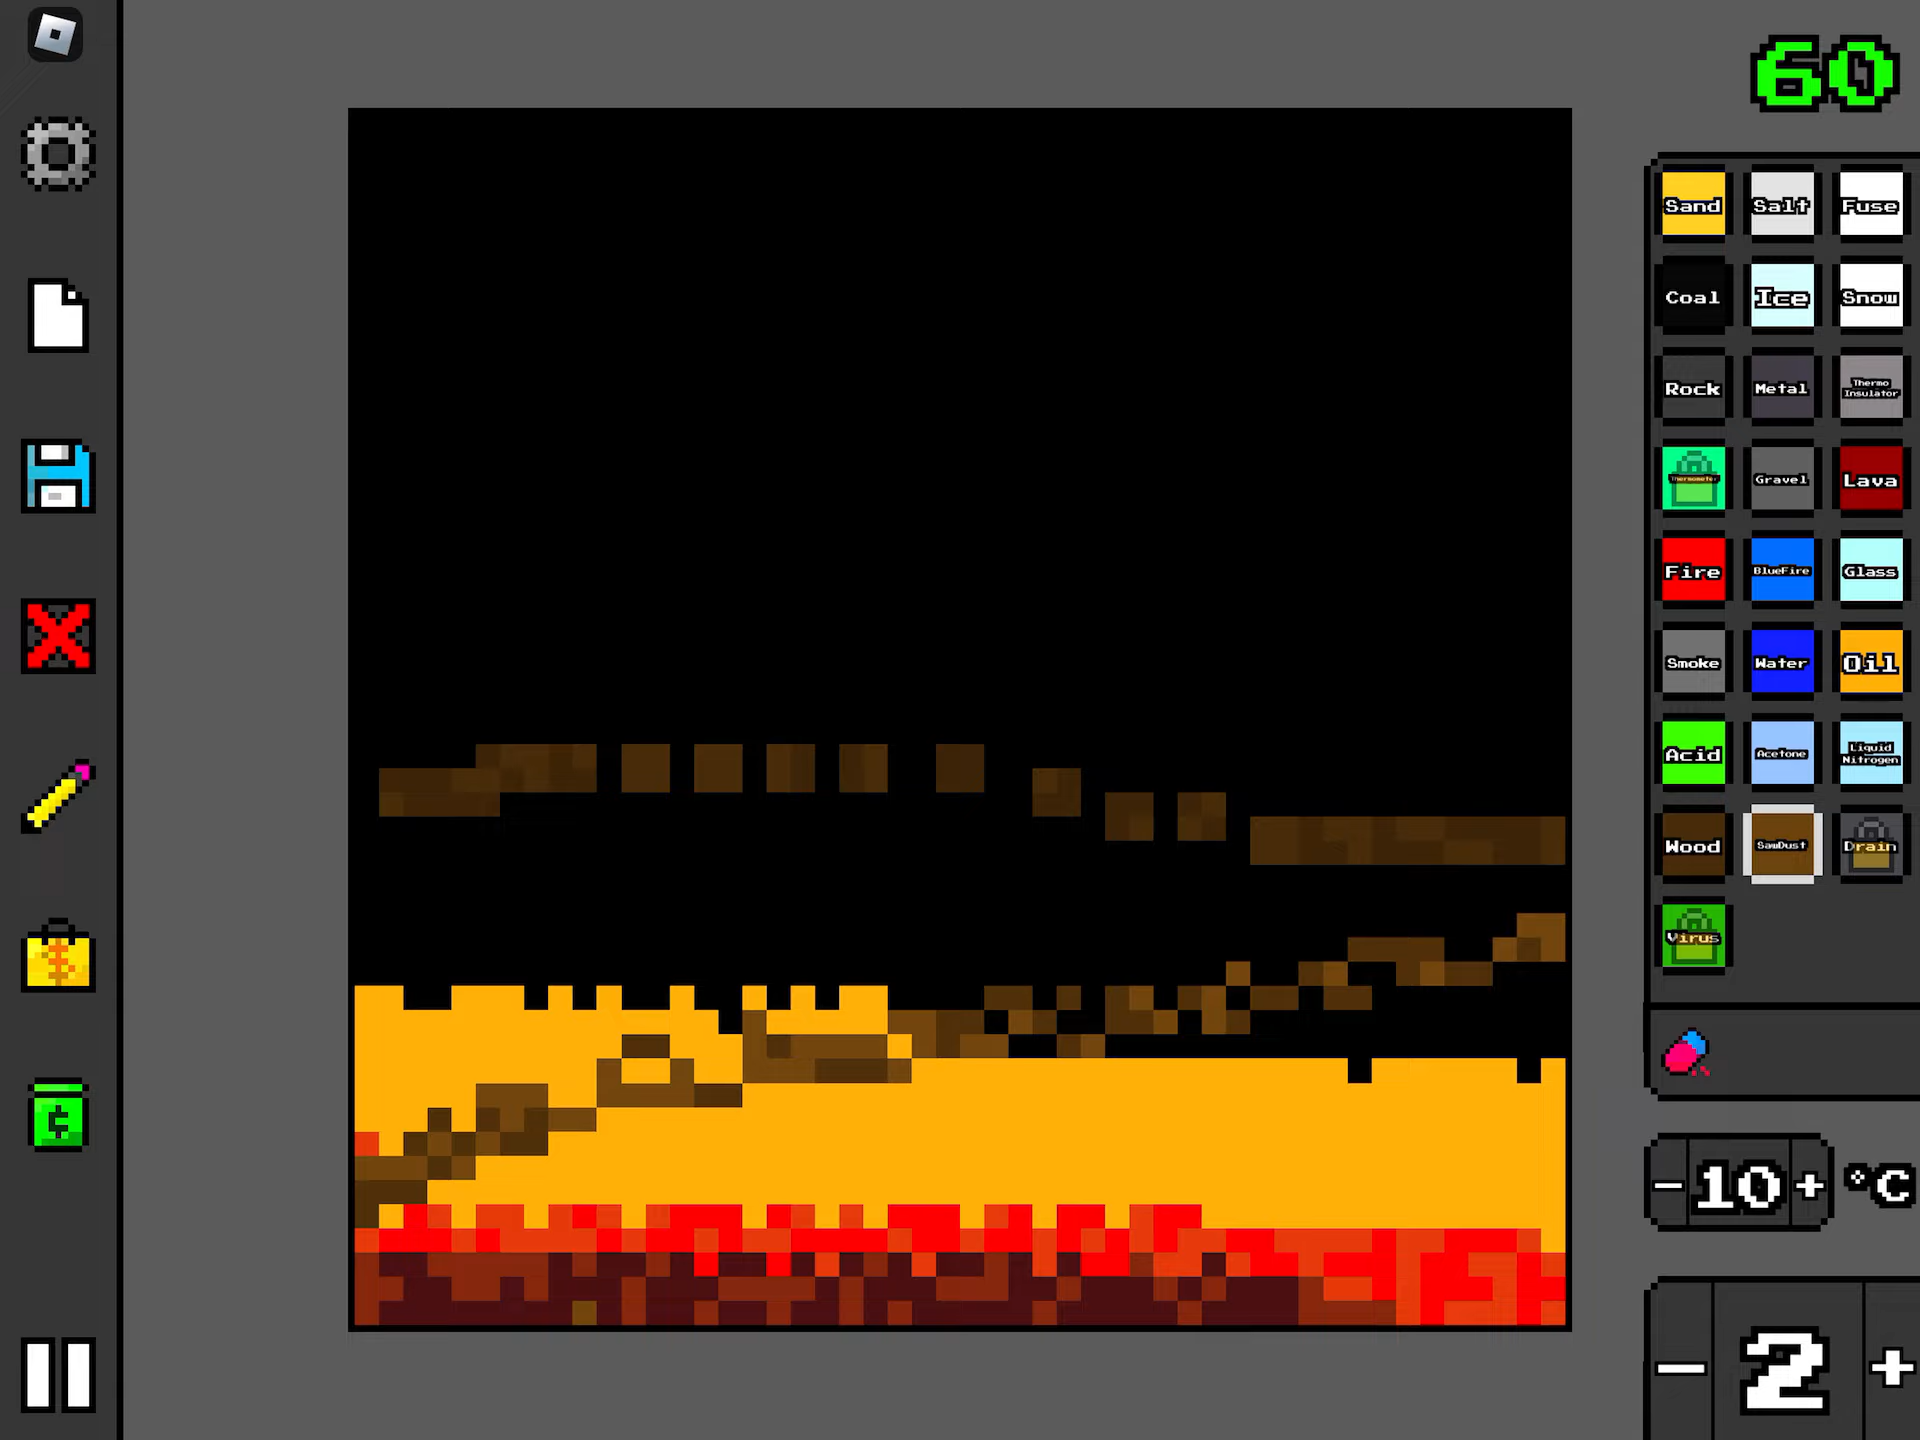 60
Sand Salt Fuse
Coal Ice Snow
Rock Metal Thermo Insulator
Thermometer Gravel Lava
Fire BlueFire Glass
Smoke Water Oil
Acid Acetone Liquid Nitrogen
Wood SawDust Drain
Virus
- 10 + °C
- 2 +